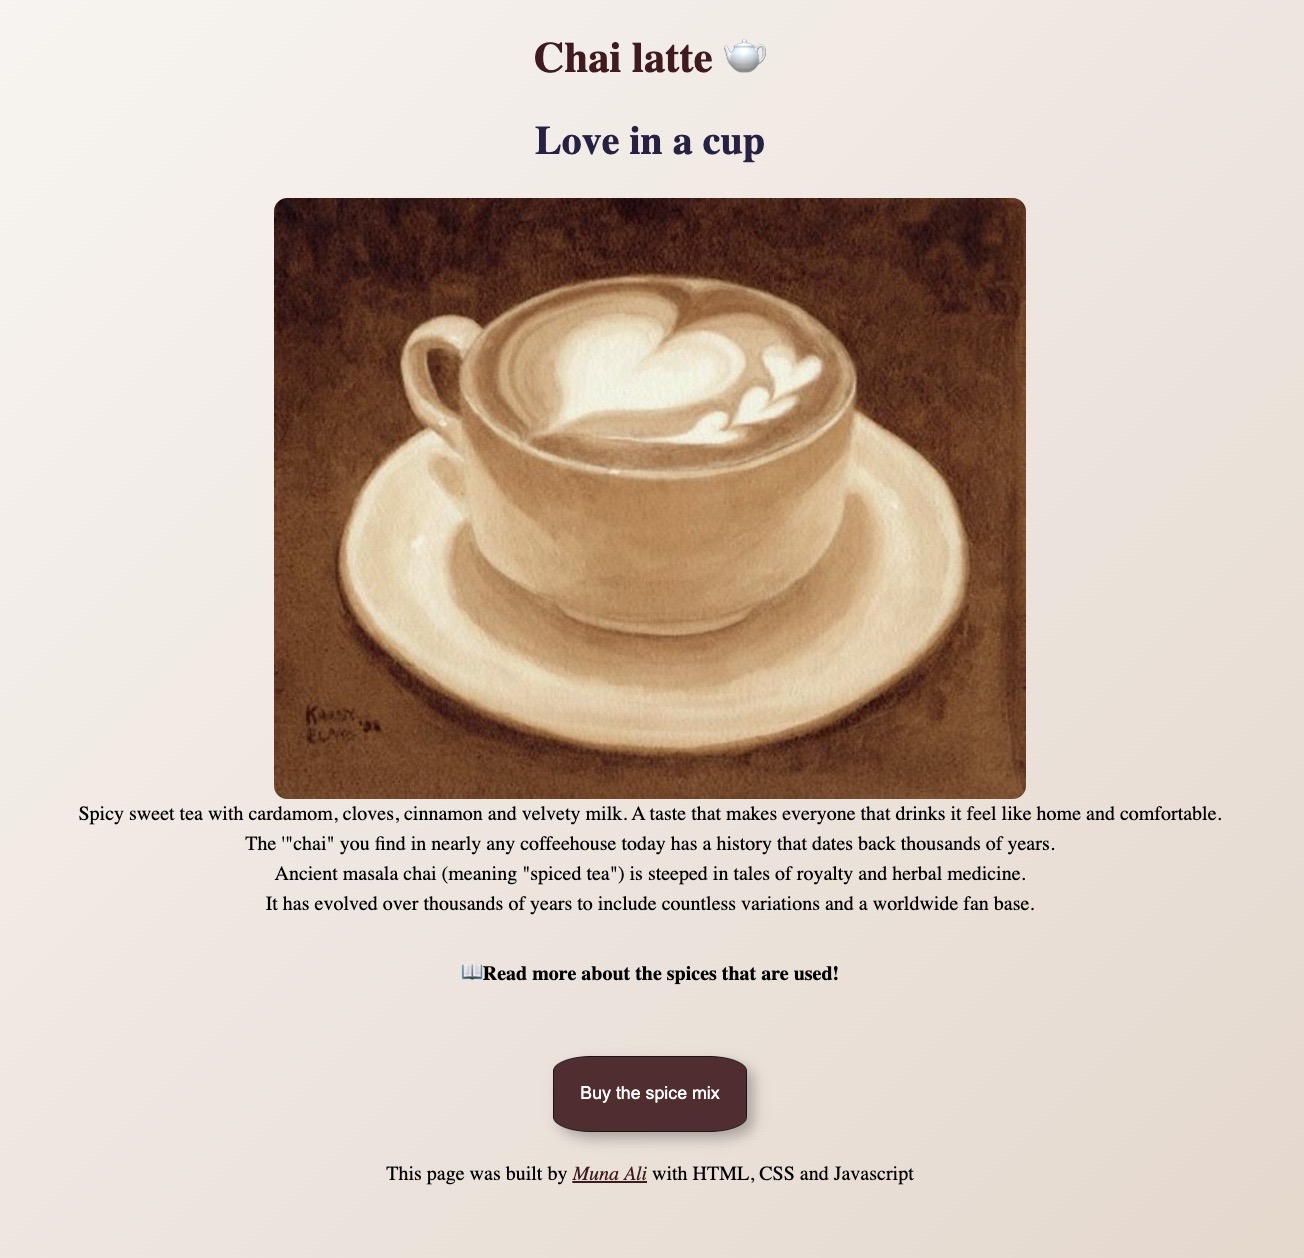 Chai latte 🫖
Love in a cup
Spicy sweet tea with cardamom, cloves, cinnamon and velvety milk. A taste that makes everyone that drinks it feel like home and comfortable.
The '"chai" you find in nearly any coffeehouse today has a history that dates back thousands of years.
Ancient masala chai (meaning "spiced tea") is steeped in tales of royalty and herbal medicine.
It has evolved over thousands of years to include countless variations and a worldwide fan base.
📖Read more about the spices that are used!
Buy the spice mix
This page was built by Muna Ali with HTML, CSS and Javascript